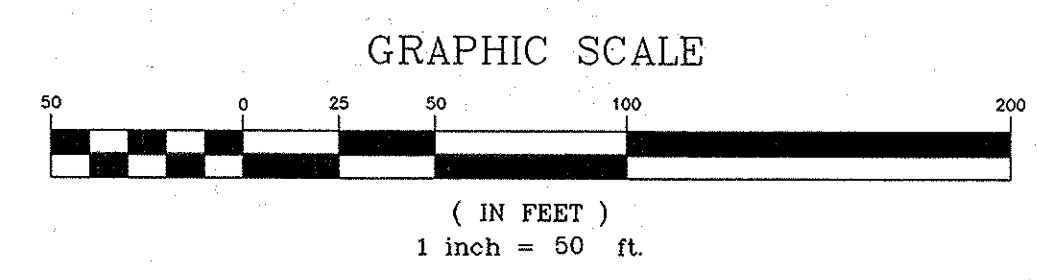 GRAPHIC SCALE
50 0 25 50 100 200
( IN FEET )
1 inch = 50 ft.